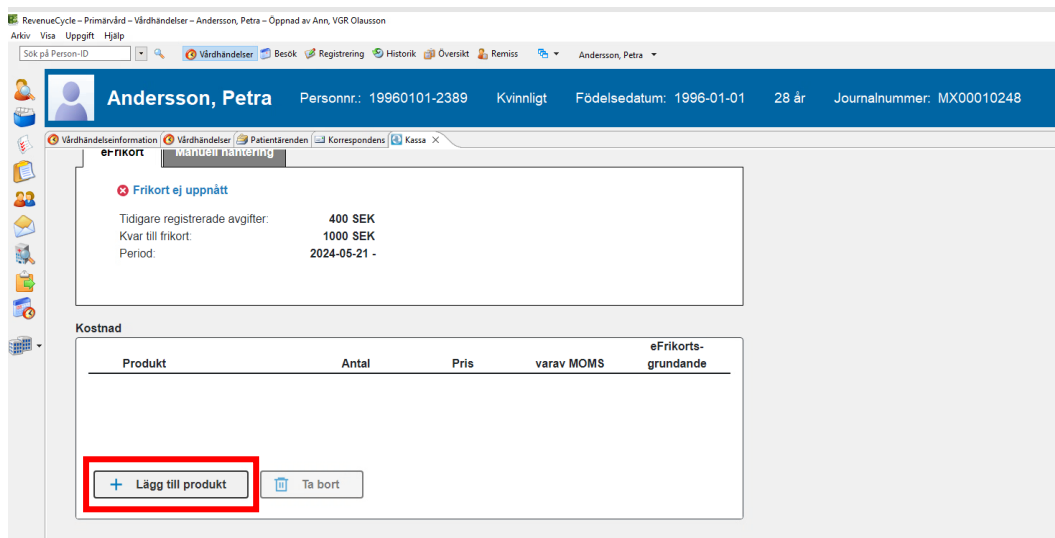 RevenueCycle – Primärvård – Vårdhändelser – Andersson, Petra – Öppnad av Ann, VGR Olausson
Arkiv Visa Uppgift Hjälp
Sök på Person-ID Vårdhändelser Besök Registrering Historik Översikt Remiss Andersson, Petra
Andersson, Petra Personnr.: 19960101-2389 Kvinnligt Födelsedatum: 1996-01-01 28 år Journalnummer: MX00010248
Vårdhändelseinformation Vårdhändelser Patientärenden Korrespondens Kassa
eFrikort Manuell hantering
Frikort ej uppnått
Tidigare registrerade avgifter: 400 SEK
Kvar till frikort: 1000 SEK
Period: 2024-05-21 -
Kostnad
Produkt Antal Pris varav MOMS eFrikorts-
grundande
+ Lägg till produkt Ta bort